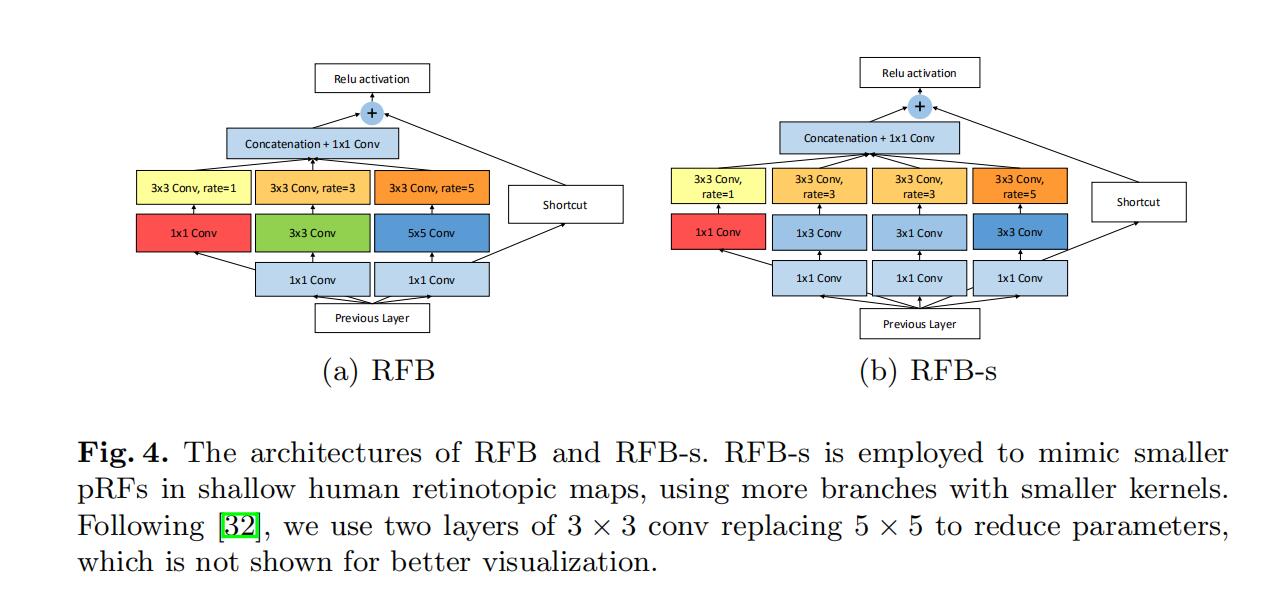 Relu activation
+
Concatenation + 1x1 Conv
3x3 Conv, rate=1
3x3 Conv, rate=3
3x3 Conv, rate=5
Shortcut
1x1 Conv
3x3 Conv
5x5 Conv
1x1 Conv
1x1 Conv
Previous Layer
(a) RFB
Relu activation
+
Concatenation + 1x1 Conv
3x3 Conv,
rate=1
3x3 Conv,
rate=3
3x3 Conv,
rate=3
3x3 Conv,
rate=5
Shortcut
1x1 Conv
1x3 Conv
3x1 Conv
3x3 Conv
1x1 Conv
1x1 Conv
1x1 Conv
Previous Layer
(b) RFB-s
Fig. 4. The architectures of RFB and RFB-s. RFB-s is employed to mimic smaller
pRFs in shallow human retinotopic maps, using more branches with smaller kernels.
Following [32], we use two layers of 3 × 3 conv replacing 5 × 5 to reduce parameters,
which is not shown for better visualization.